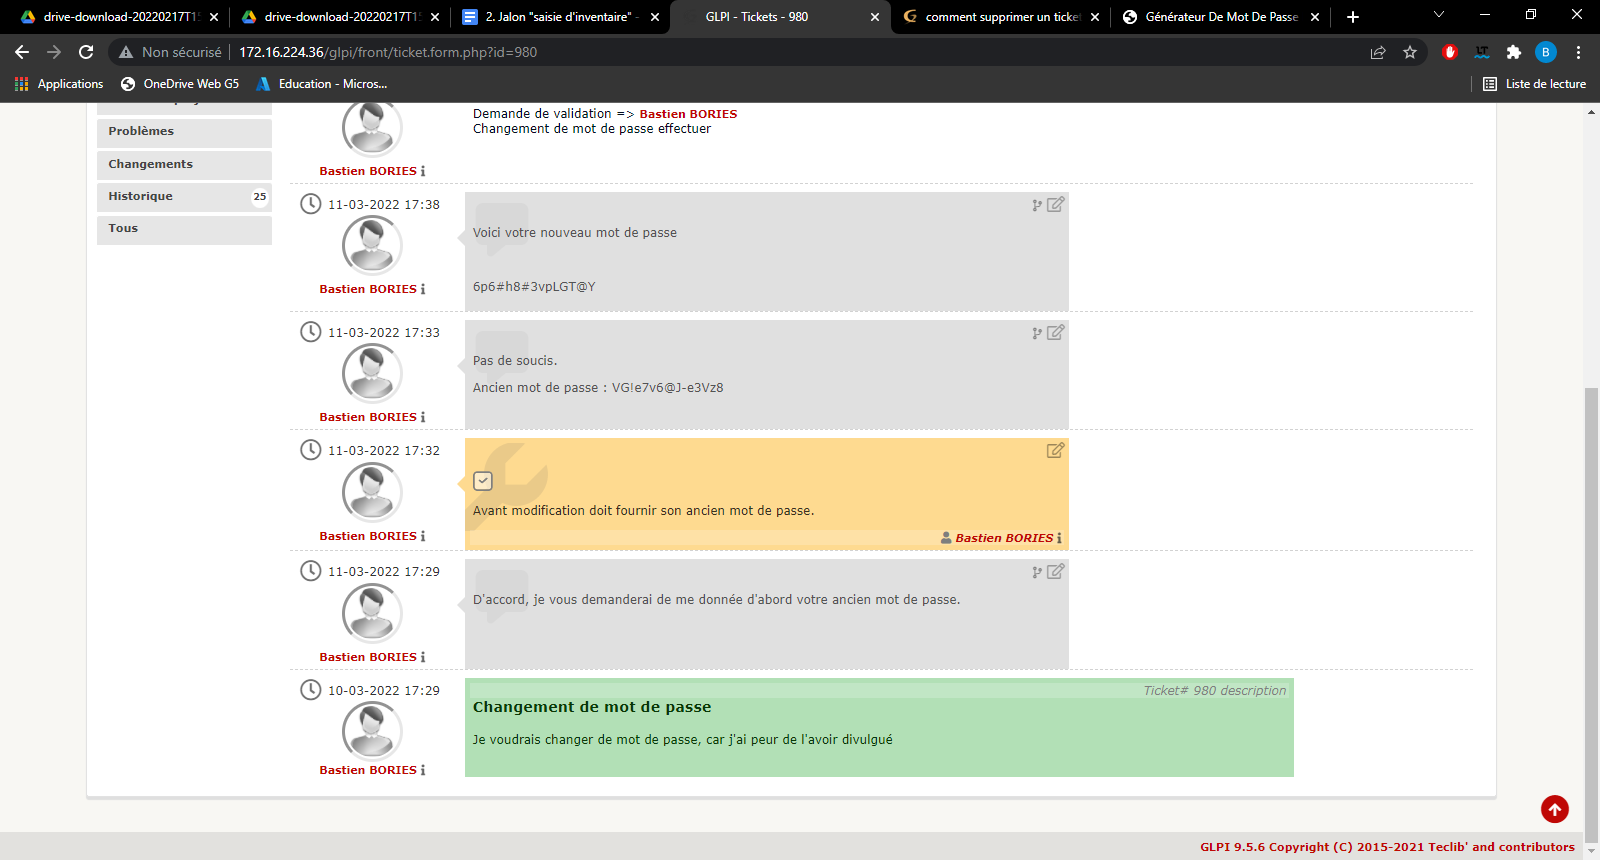 drive-download-20220217T15
drive-download-20220217T15
2. Jalon "saisie d'inventaire" -
GLPI - Tickets - 980
comment supprimer un ticket
Générateur De Mot De Passe
Non sécurisé
172.16.224.36/glpi/front/ticket.form.php?id=980
B
Applications
OneDrive Web G5
Education - Micros...
Liste de lecture
Problèmes
Changements
Historique 25
Tous
Demande de validation => Bastien BORIES
Changement de mot de passe effectuer
Bastien BORIES
11-03-2022 17:38
Voici votre nouveau mot de passe
6p6#h8#3vpLGT@Y
Bastien BORIES
11-03-2022 17:33
Pas de soucis.
Ancien mot de passe : VG!e7v6@J-e3Vz8
Bastien BORIES
11-03-2022 17:32
Avant modification doit fournir son ancien mot de passe.
Bastien BORIES
Bastien BORIES
11-03-2022 17:29
D'accord, je vous demanderai de me donnée d'abord votre ancien mot de passe.
Bastien BORIES
10-03-2022 17:29
Ticket# 980 description
Changement de mot de passe
Je voudrais changer de mot de passe, car j'ai peur de l'avoir divulgué
Bastien BORIES
GLPI 9.5.6 Copyright (C) 2015-2021 Teclib' and contributors